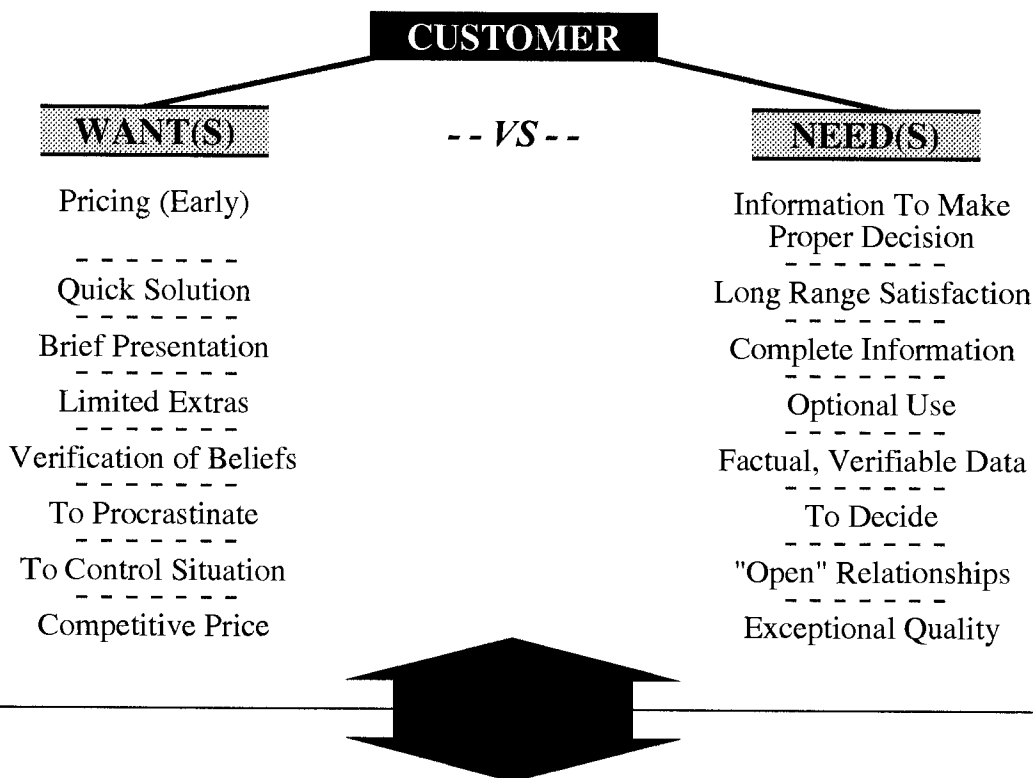 CUSTOMER
WANT(S)
- - VS - -
NEED(S)
Pricing (Early)
Information To Make
Proper Decision
Quick Solution
Long Range Satisfaction
Brief Presentation
Complete Information
Limited Extras
Optional Use
Verification of Beliefs
Factual, Verifiable Data
To Procrastinate
To Decide
To Control Situation
"Open" Relationships
Competitive Price
Exceptional Quality